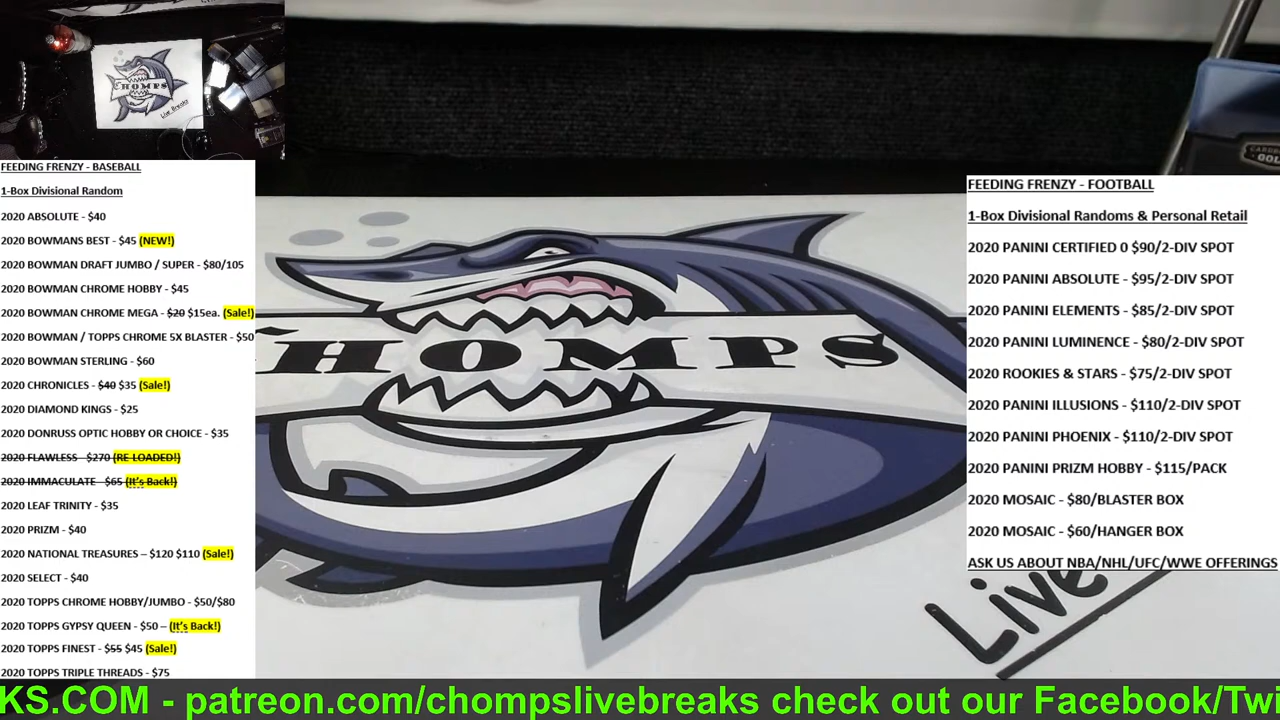 CHOMPS
Live Breaks
FEEDING FRENZY - BASEBALL
1-Box Divisional Random
2020 ABSOLUTE - $40
2020 BOWMANS BEST - $45 (NEW!)
2020 BOWMAN DRAFT JUMBO / SUPER - $80/105
2020 BOWMAN CHROME HOBBY - $45
2020 BOWMAN CHROME MEGA - $20 $15ea. (Sale!)
2020 BOWMAN / TOPPS CHROME 5X BLASTER - $50
2020 BOWMAN STERLING - $60
2020 CHRONICLES - $40 $35 (Sale!)
2020 DIAMOND KINGS - $25
2020 DONRUSS OPTIC HOBBY OR CHOICE - $35
2020 FLAWLESS - $270 (RE-LOADED!)
2020 IMMACULATE - $65 (It's Back!)
2020 LEAF TRINITY - $35
2020 PRIZM - $40
2020 NATIONAL TREASURES – $120 $110 (Sale!)
2020 SELECT - $40
2020 TOPPS CHROME HOBBY/JUMBO - $50/$80
2020 TOPPS GYPSY QUEEN - $50 – (It's Back!)
2020 TOPPS FINEST - $55 $45 (Sale!)
2020 TOPPS TRIPLE THREADS - $75
HOMPS
Live
FEEDING FRENZY - FOOTBALL
1-Box Divisional Randoms & Personal Retail
2020 PANINI CERTIFIED 0 $90/2-DIV SPOT
2020 PANINI ABSOLUTE - $95/2-DIV SPOT
2020 PANINI ELEMENTS - $85/2-DIV SPOT
2020 PANINI LUMINENCE - $80/2-DIV SPOT
2020 ROOKIES & STARS - $75/2-DIV SPOT
2020 PANINI ILLUSIONS - $110/2-DIV SPOT
2020 PANINI PHOENIX - $110/2-DIV SPOT
2020 PANINI PRIZM HOBBY - $115/PACK
2020 MOSAIC - $80/BLASTER BOX
2020 MOSAIC - $60/HANGER BOX
ASK US ABOUT NBA/NHL/UFC/WWE OFFERINGS
KS.COM - patreon.com/chompslivebreaks check out our Facebook/Twi